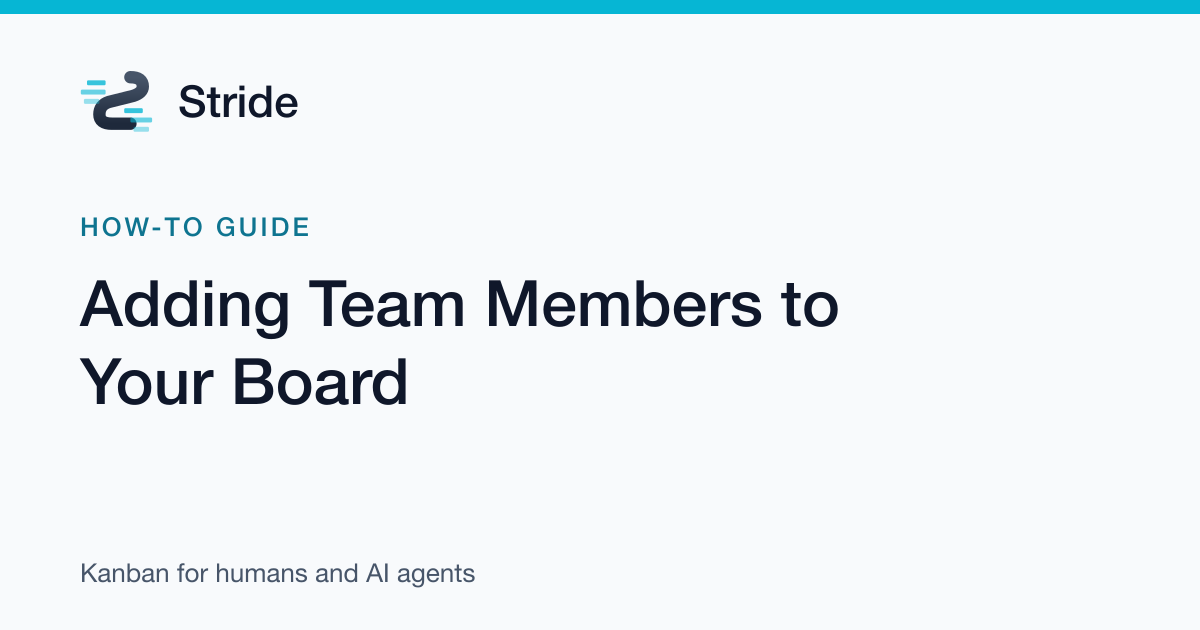 Stride
HOW-TO GUIDE
Adding Team Members to
Your Board
Kanban for humans and AI agents